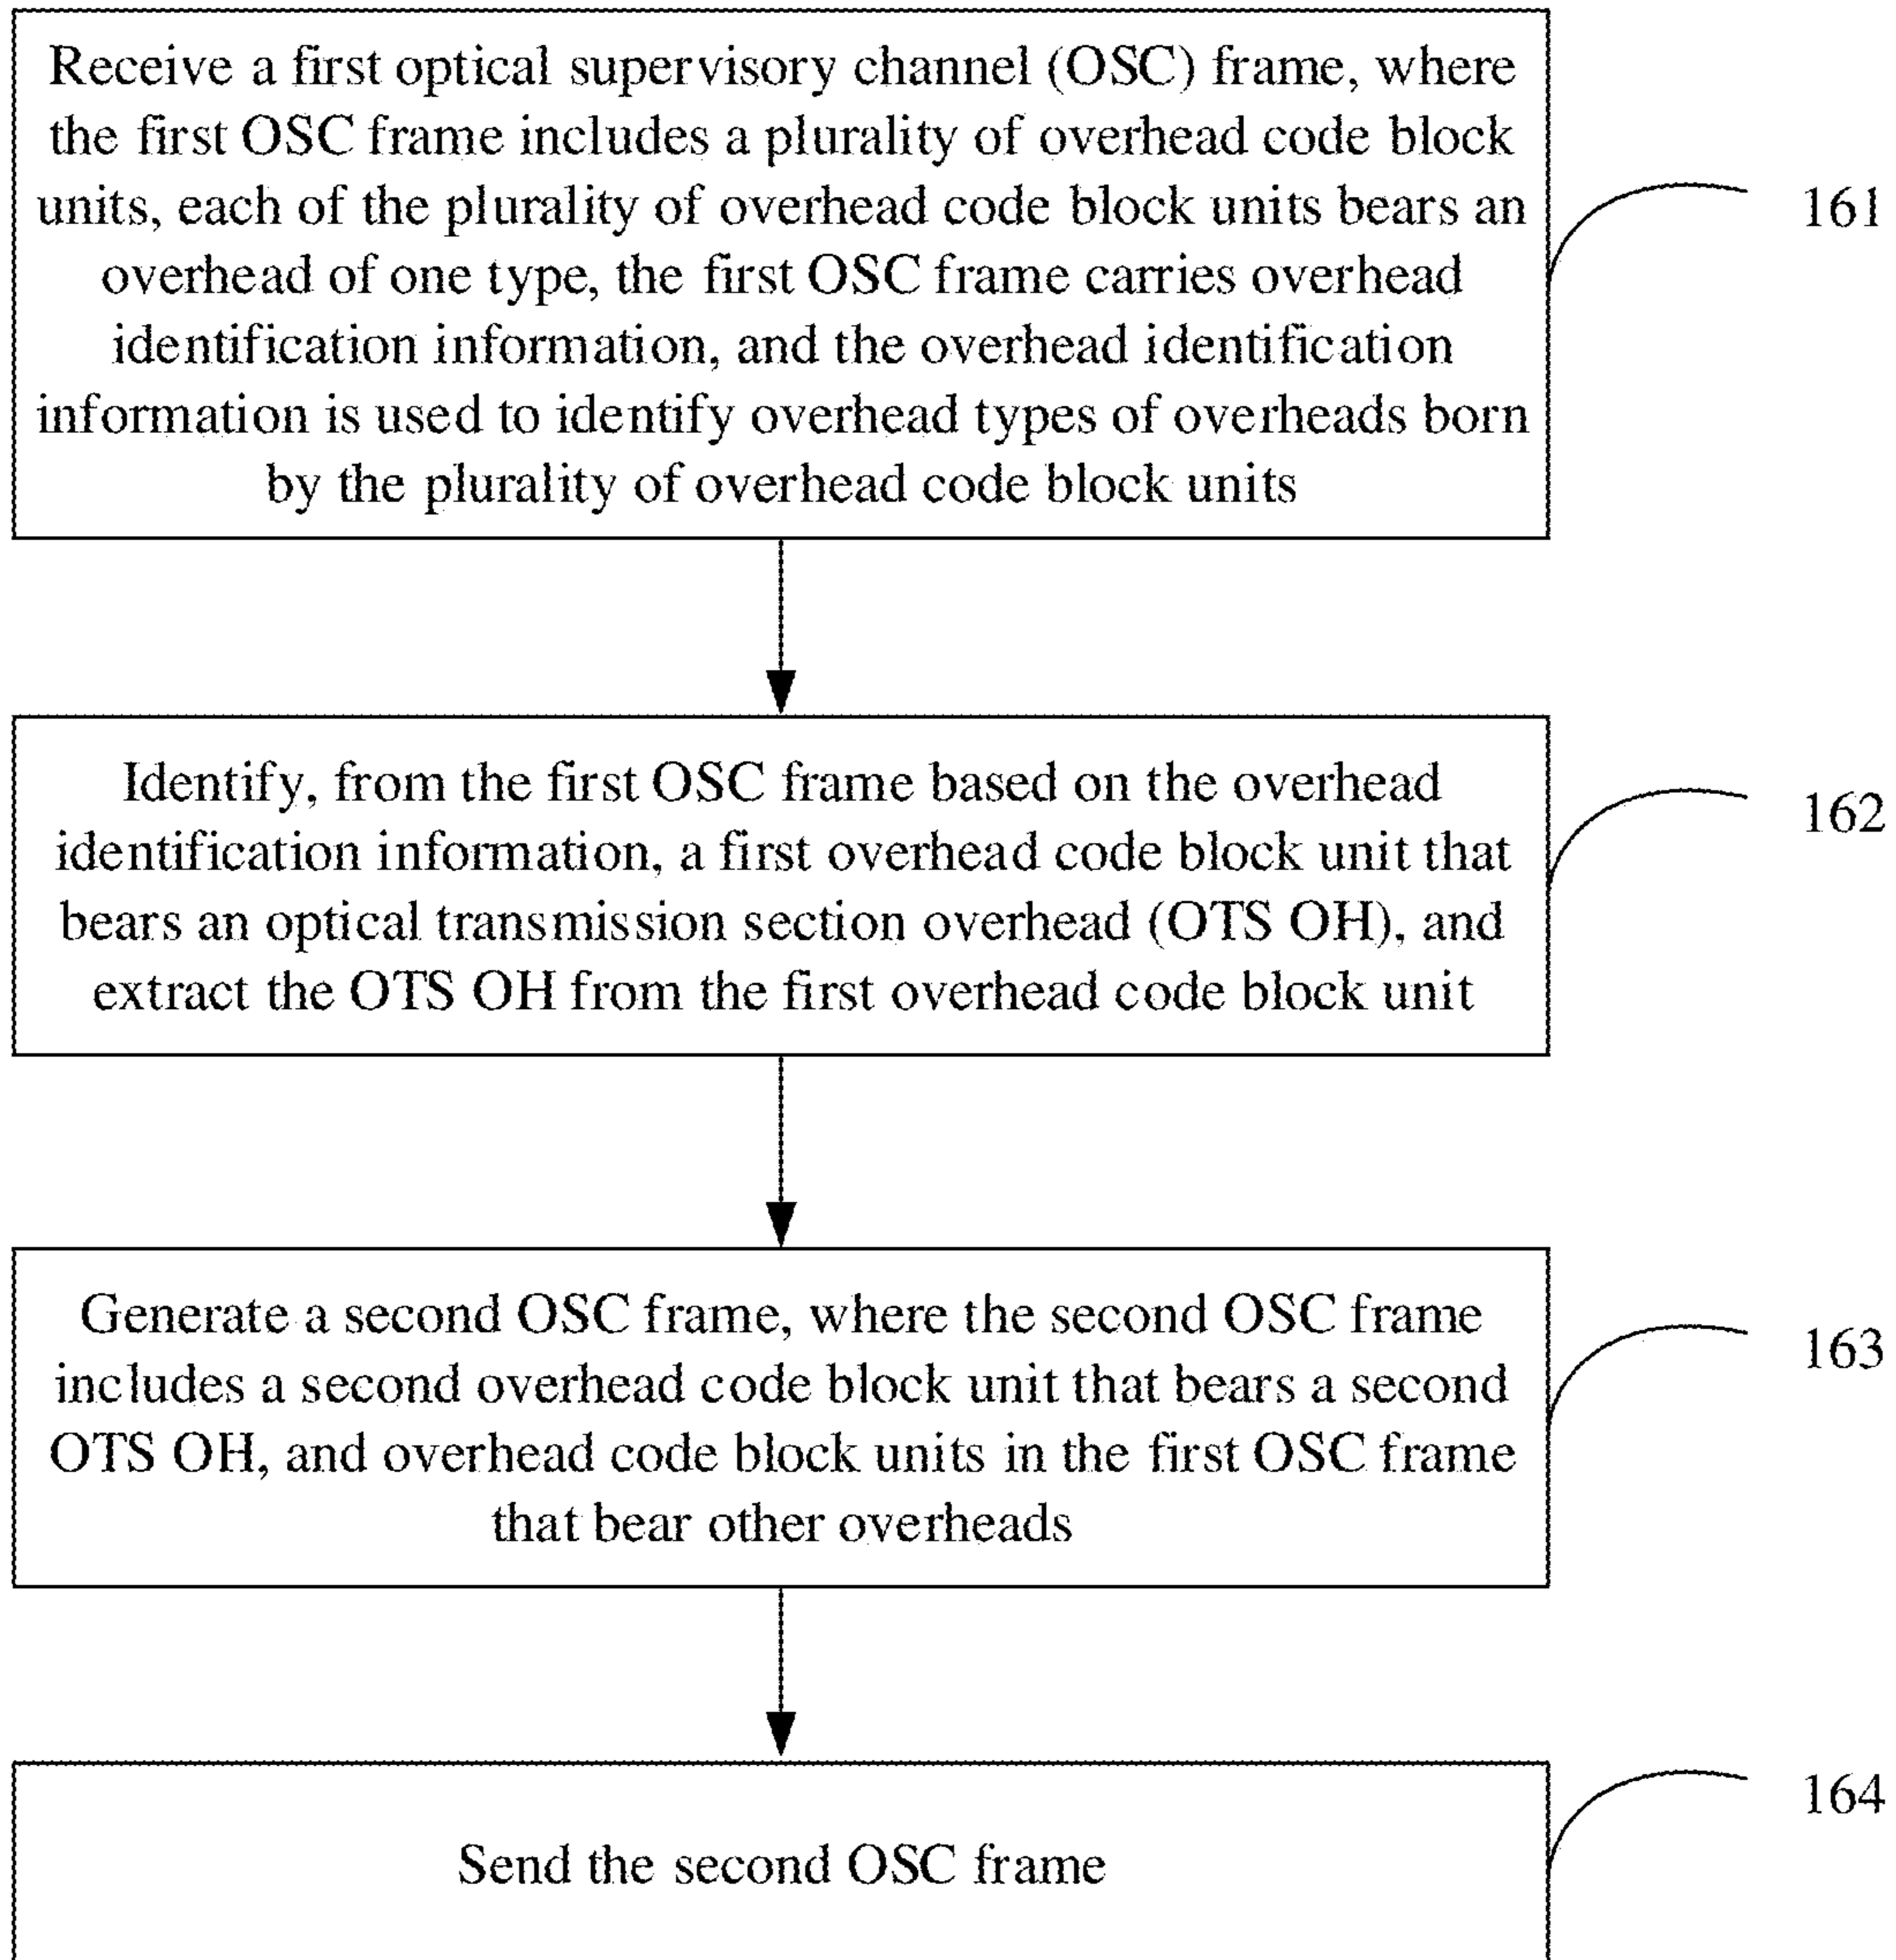 Receive a first optical supervisory channel (OSC) frame, where
the first OSC frame includes a plurality of overhead code block
units, each of the plurality of overhead code block units bears an
overhead of one type, the first OSC frame carries overhead
identification information, and the overhead identification
information is used to identify overhead types of overheads born
by the plurality of overhead code block units
161
Identify, from the first OSC frame based on the overhead
identification information, a first overhead code block unit that
bears an optical transmission section overhead (OTS OH), and
extract the OTS OH from the first overhead code block unit
162
Generate a second OSC frame, where the second OSC frame
includes a second overhead code block unit that bears a second
OTS OH, and overhead code block units in the first OSC frame
that bear other overheads
163
Send the second OSC frame
164